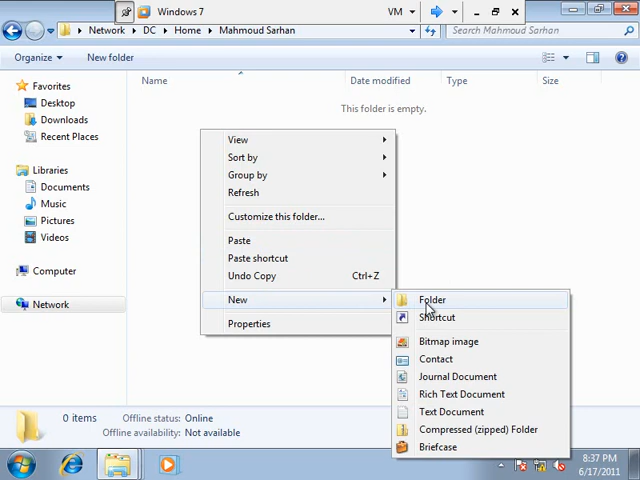 Windows 7
VM
Network ▸ DC ▸ Home ▸ Mahmoud Sarhan
Search Mahmoud Sarhan
Organize
New folder
Name
Date modified
Type
Size
This folder is empty.
Favorites
Desktop
Downloads
Recent Places
Libraries
Documents
Music
Pictures
Videos
Computer
Network
View
Sort by
Group by
Refresh
Customize this folder...
Paste
Paste shortcut
Undo Copy Ctrl+Z
New
Properties
Folder
Shortcut
Bitmap image
Contact
Journal Document
Rich Text Document
Text Document
Compressed (zipped) Folder
Briefcase
0 items
Offline status: Online
Offline availability: Not available
8:37 PM
6/17/2011